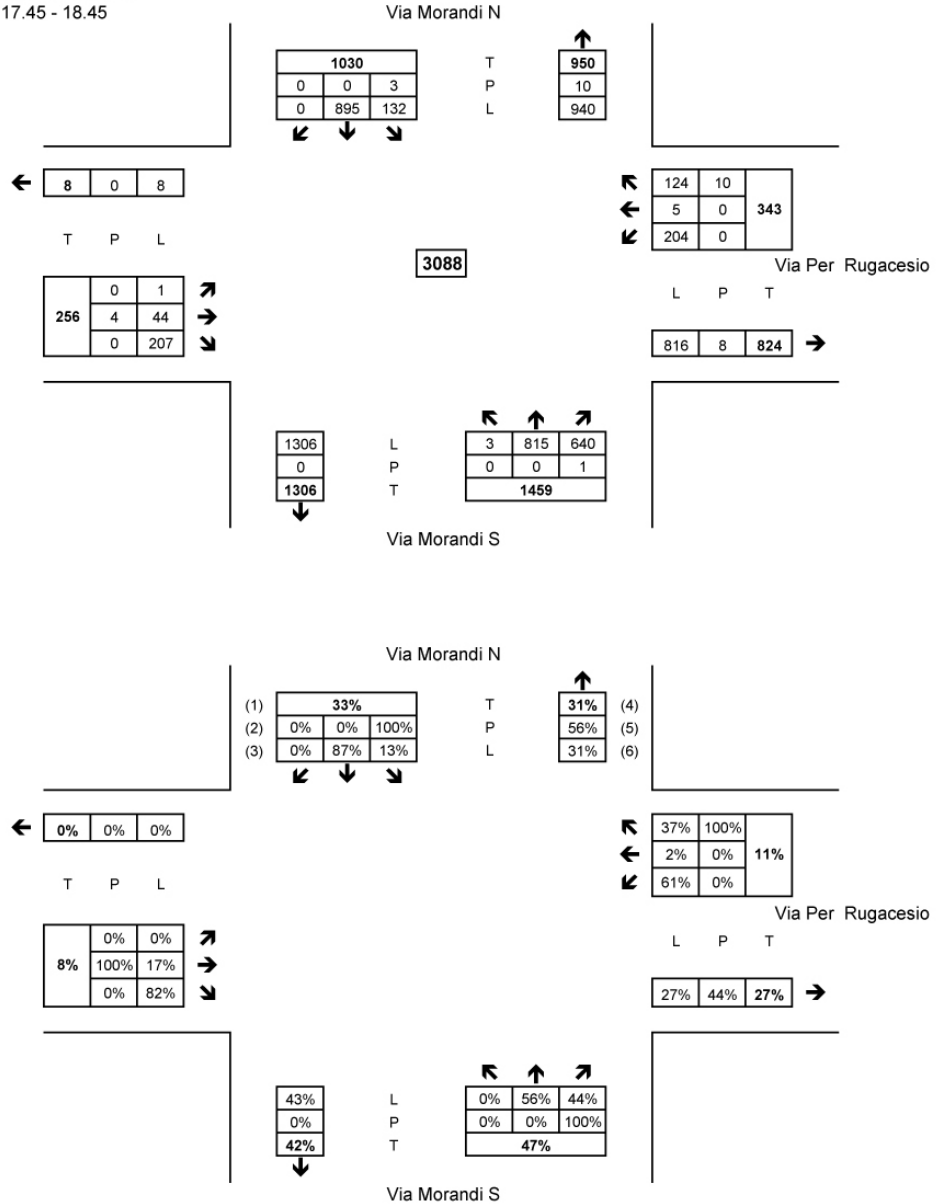 17.45 - 18.45 Via Morandi N
1030 T 950
0 0 3 P 10
0 895 132 L 940
8 0 8 124 10
5 0 343
T P L 204 0
3088 Via Per Rugacesio
0 1 L P T
256 4 44
0 207 816 8 824
1306 L 3 815 640
0 P 0 0 1
1306 T 1459
Via Morandi S
Via Morandi N
(1) 33% T 31% (4)
(2) 0% 0% 100% P 56% (5)
(3) 0% 87% 13% L 31% (6)
0% 0% 0% 37% 100%
2% 0% 11%
T P L 61% 0%
Via Per Rugacesio
0% 0% L P T
8% 100% 17%
0% 82% 27% 44% 27%
43% L 0% 56% 44%
0% P 0% 0% 100%
42% T 47%
Via Morandi S